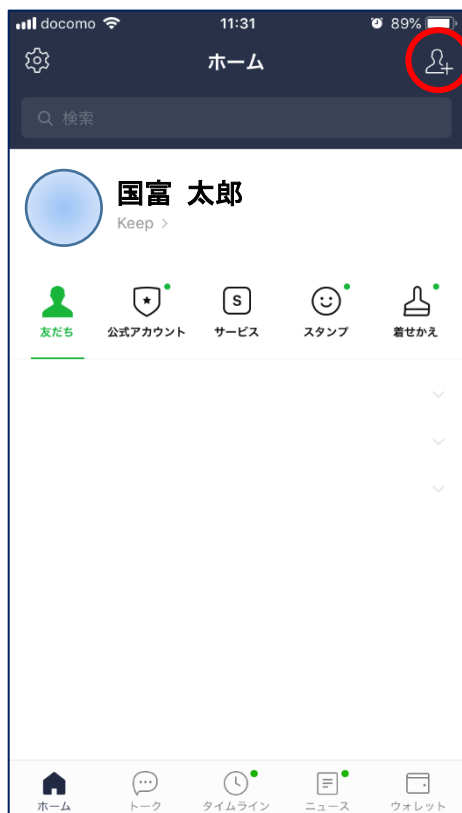 docomo 11:31 89%
ホーム
検索
国富 太郎
Keep >
S
友だち 公式アカウント サービス スタンプ 着せかえ
ホーム トーク タイムライン ニュース ウォレット